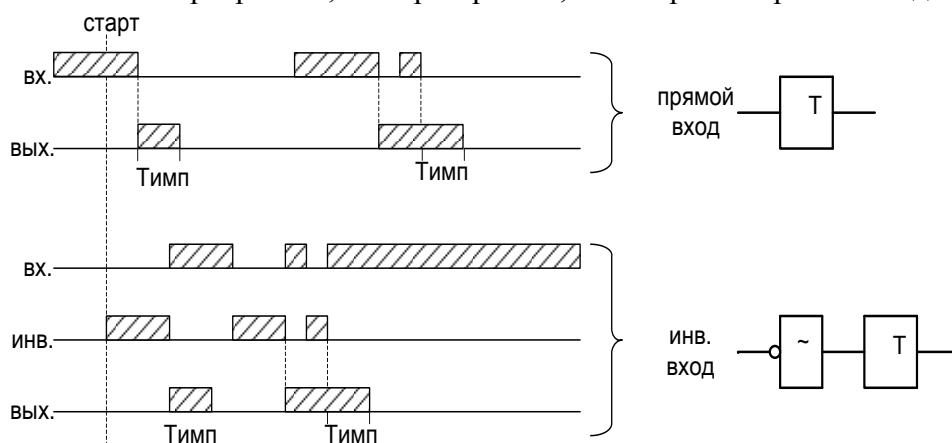 старт
вх.
вых.
Тимп
Тимп
прямой
вход
Т
вх.
инв.
вых.
Тимп
Тимп
инв.
вход
~
Т